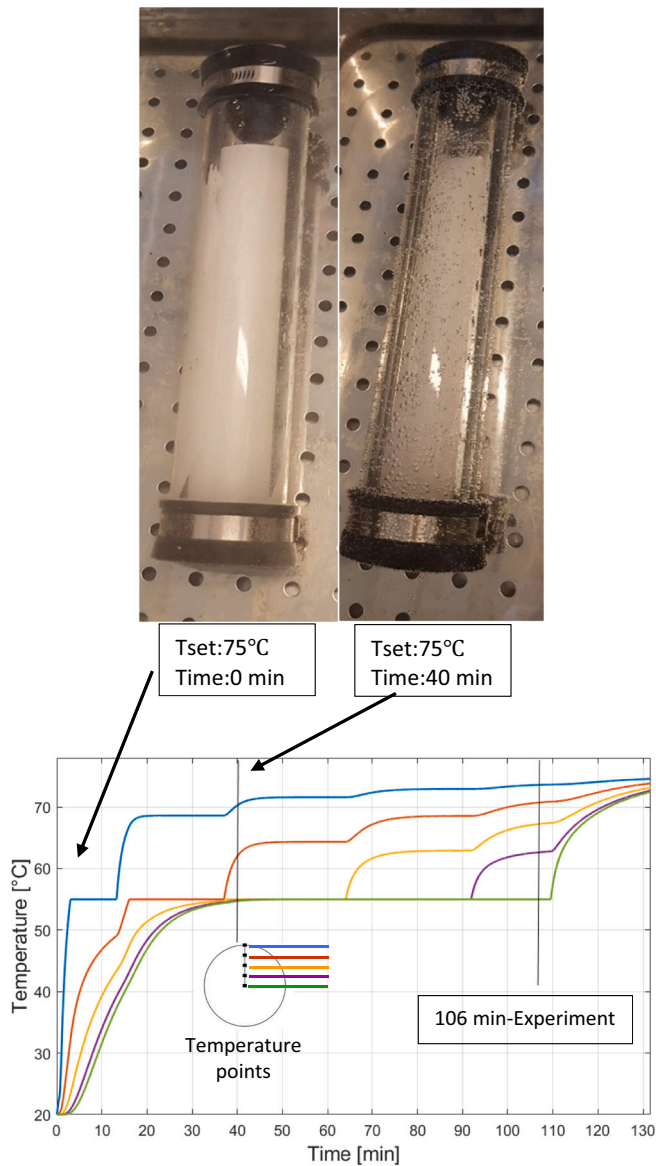 Tset:75℃
Time:0 min
Tset:75℃
Time:40 min
70
60
50
40
30
20
Temperature [°C]
Temperature
points
106 min-Experiment
0
10
20
30
40
50
60
70
80
90
100
110
120
130
Time [min]